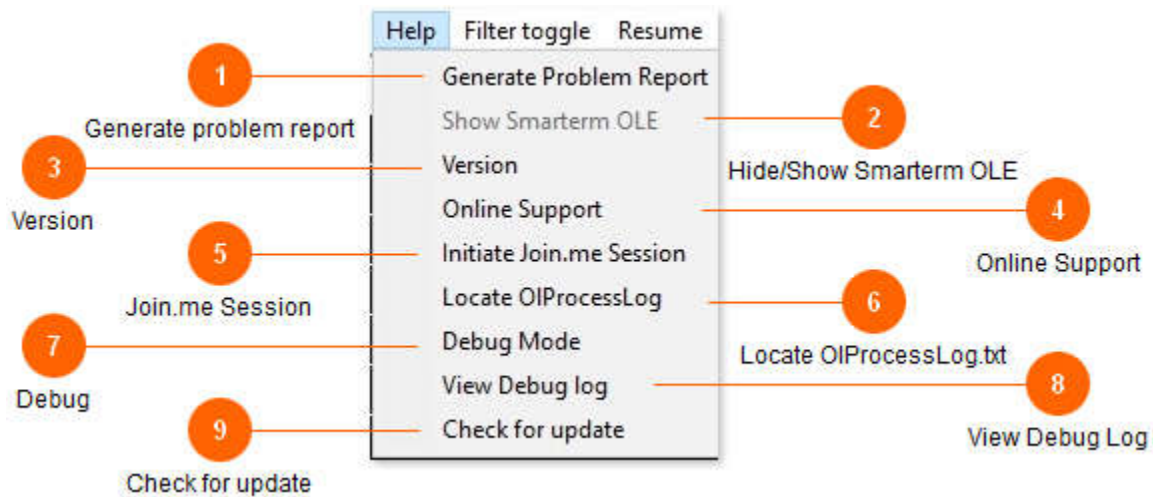 Help Filter toggle Resume
1 Generate Problem Report
Generate problem report Show Smarterm OLE 2
3 Version Hide/Show Smarterm OLE
Version Online Support 4
5 Initiate Join.me Session Online Support
Join.me Session Locate OIProcessLog 6
7 Debug Mode Locate OIProcessLog.txt
Debug View Debug log 8
9 Check for update View Debug Log
Check for update